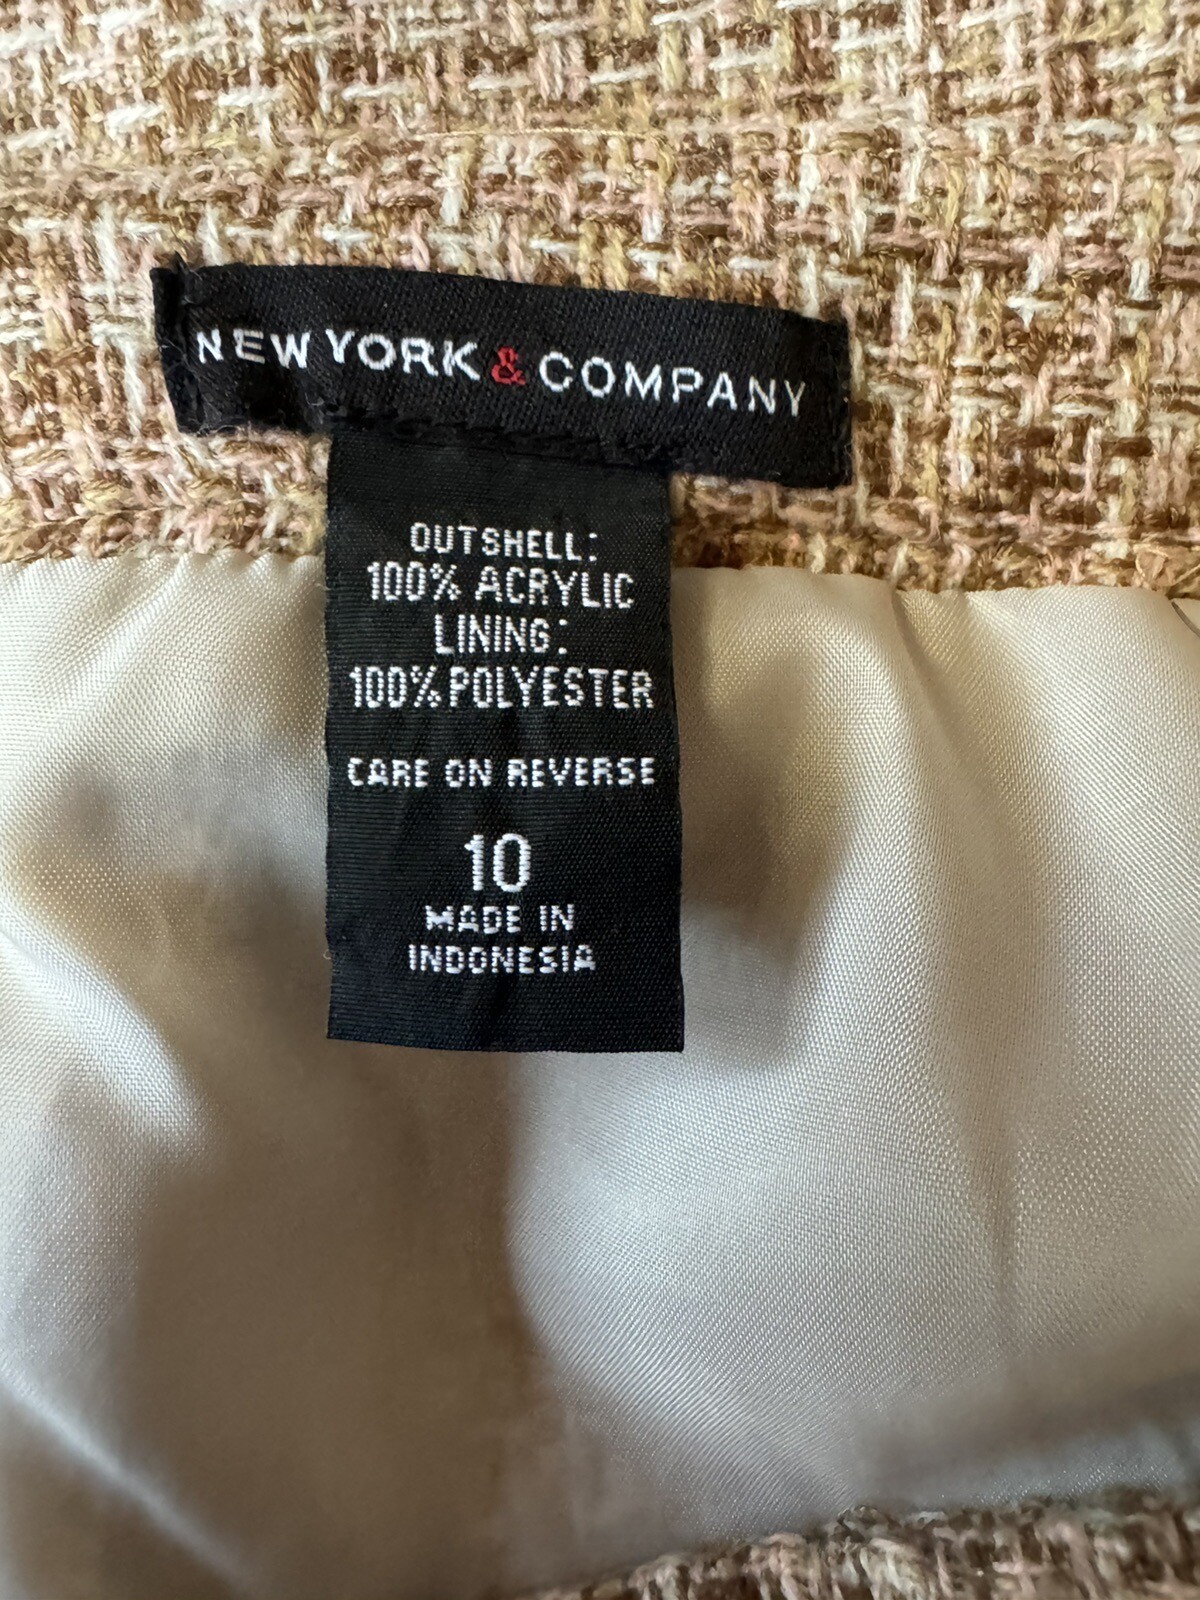 NEW YORK & COMPANY
OUTSHELL:
100% ACRYLIC
LINING:
100% POLYESTER
CARE ON REVERSE
10
MADE IN
INDONESIA